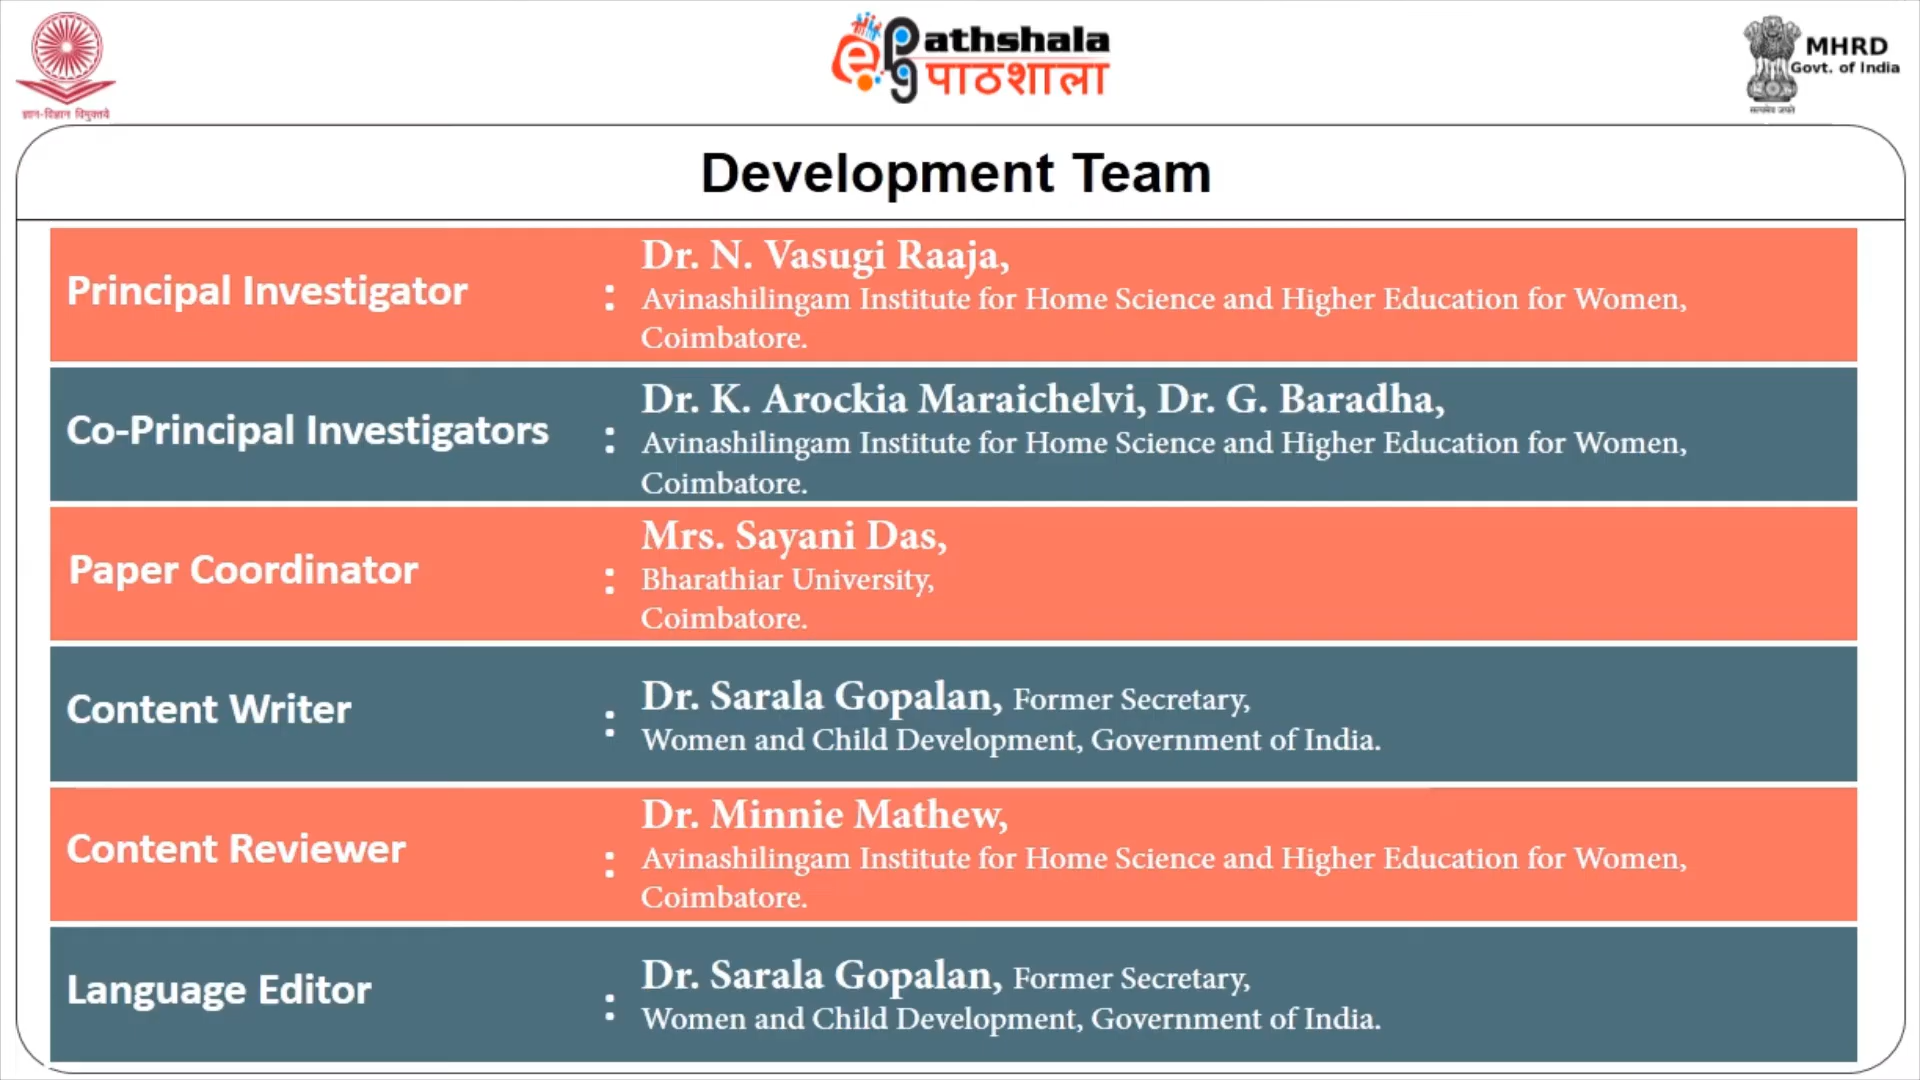 ज्ञान-विज्ञान विमुक्तये
e
pg
athshala
पाठशाला
MHRD
Govt. of India
सत्यमेव जयते
Development Team
Principal Investigator
:
Dr. N. Vasugi Raaja,
Avinashilingam Institute for Home Science and Higher Education for Women,
Coimbatore.
Co-Principal Investigators
:
Dr. K. Arockia Maraichelvi, Dr. G. Baradha,
Avinashilingam Institute for Home Science and Higher Education for Women,
Coimbatore.
Paper Coordinator
:
Mrs. Sayani Das,
Bharathiar University,
Coimbatore.
Content Writer
:
Dr. Sarala Gopalan, Former Secretary,
Women and Child Development, Government of India.
Content Reviewer
:
Dr. Minnie Mathew,
Avinashilingam Institute for Home Science and Higher Education for Women,
Coimbatore.
Language Editor
:
Dr. Sarala Gopalan, Former Secretary,
Women and Child Development, Government of India.